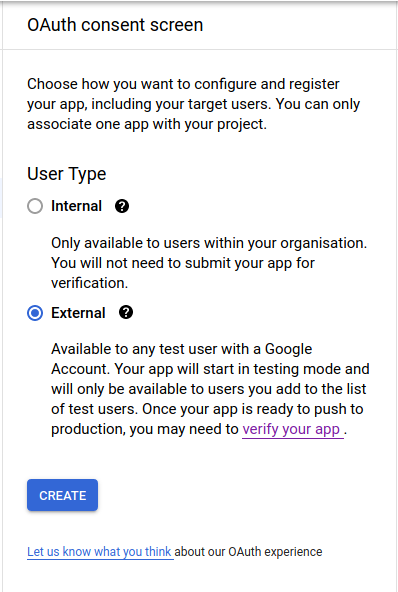 OAuth consent screen
Choose how you want to configure and register
your app, including your target users. You can only
associate one app with your project.
User Type
Internal ?
Only available to users within your organisation.
You will not need to submit your app for
verification.
External ?
Available to any test user with a Google
Account. Your app will start in testing mode and
will only be available to users you add to the list
of test users. Once your app is ready to push to
production, you may need to verify your app .
CREATE
Let us know what you think about our OAuth experience